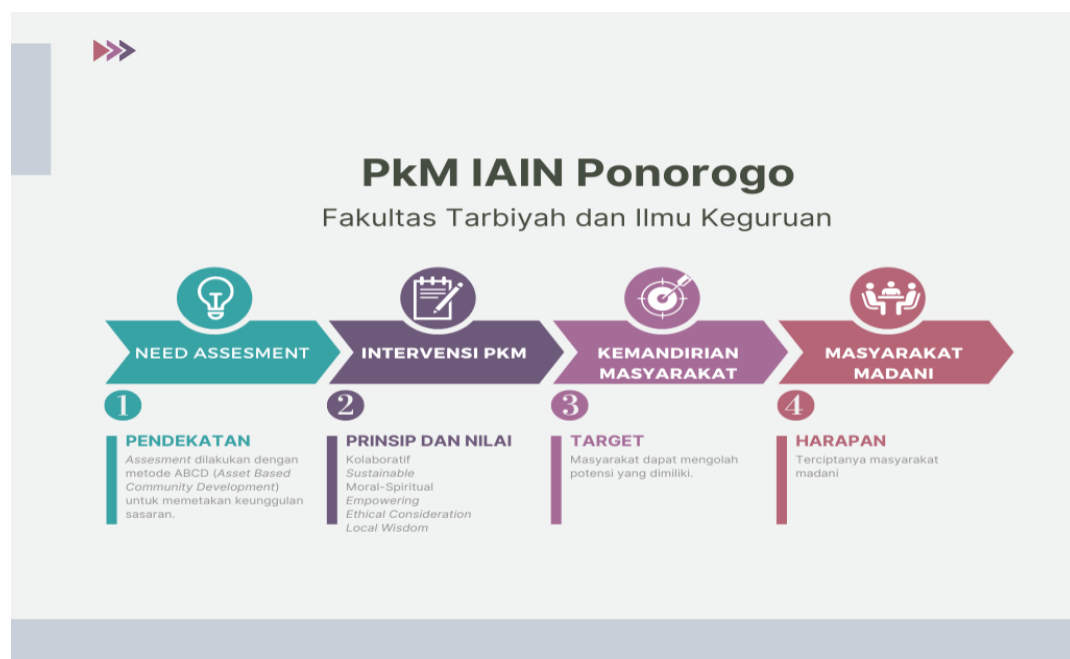 PkM IAIN Ponorogo
Fakultas Tarbiyah dan Ilmu Keguruan
NEED ASSESMENT
INTERVENSI PKM
KEMANDIRIAN
MASYARAKAT
MASYARAKAT
MADANI
1
PENDEKATAN
Assesment dilakukan dengan
metode ABCD (Asset Based
Community Development)
untuk memetakan keunggulan
sasaran.
2
PRINSIP DAN NILAI
Kolaboratif
Sustainable
Moral-Spiritual
Empowering
Ethical Consideration
Local Wisdom
3
TARGET
Masyarakat dapat mengolah
potensi yang dimiliki.
4
HARAPAN
Terciptanya masyarakat
madani